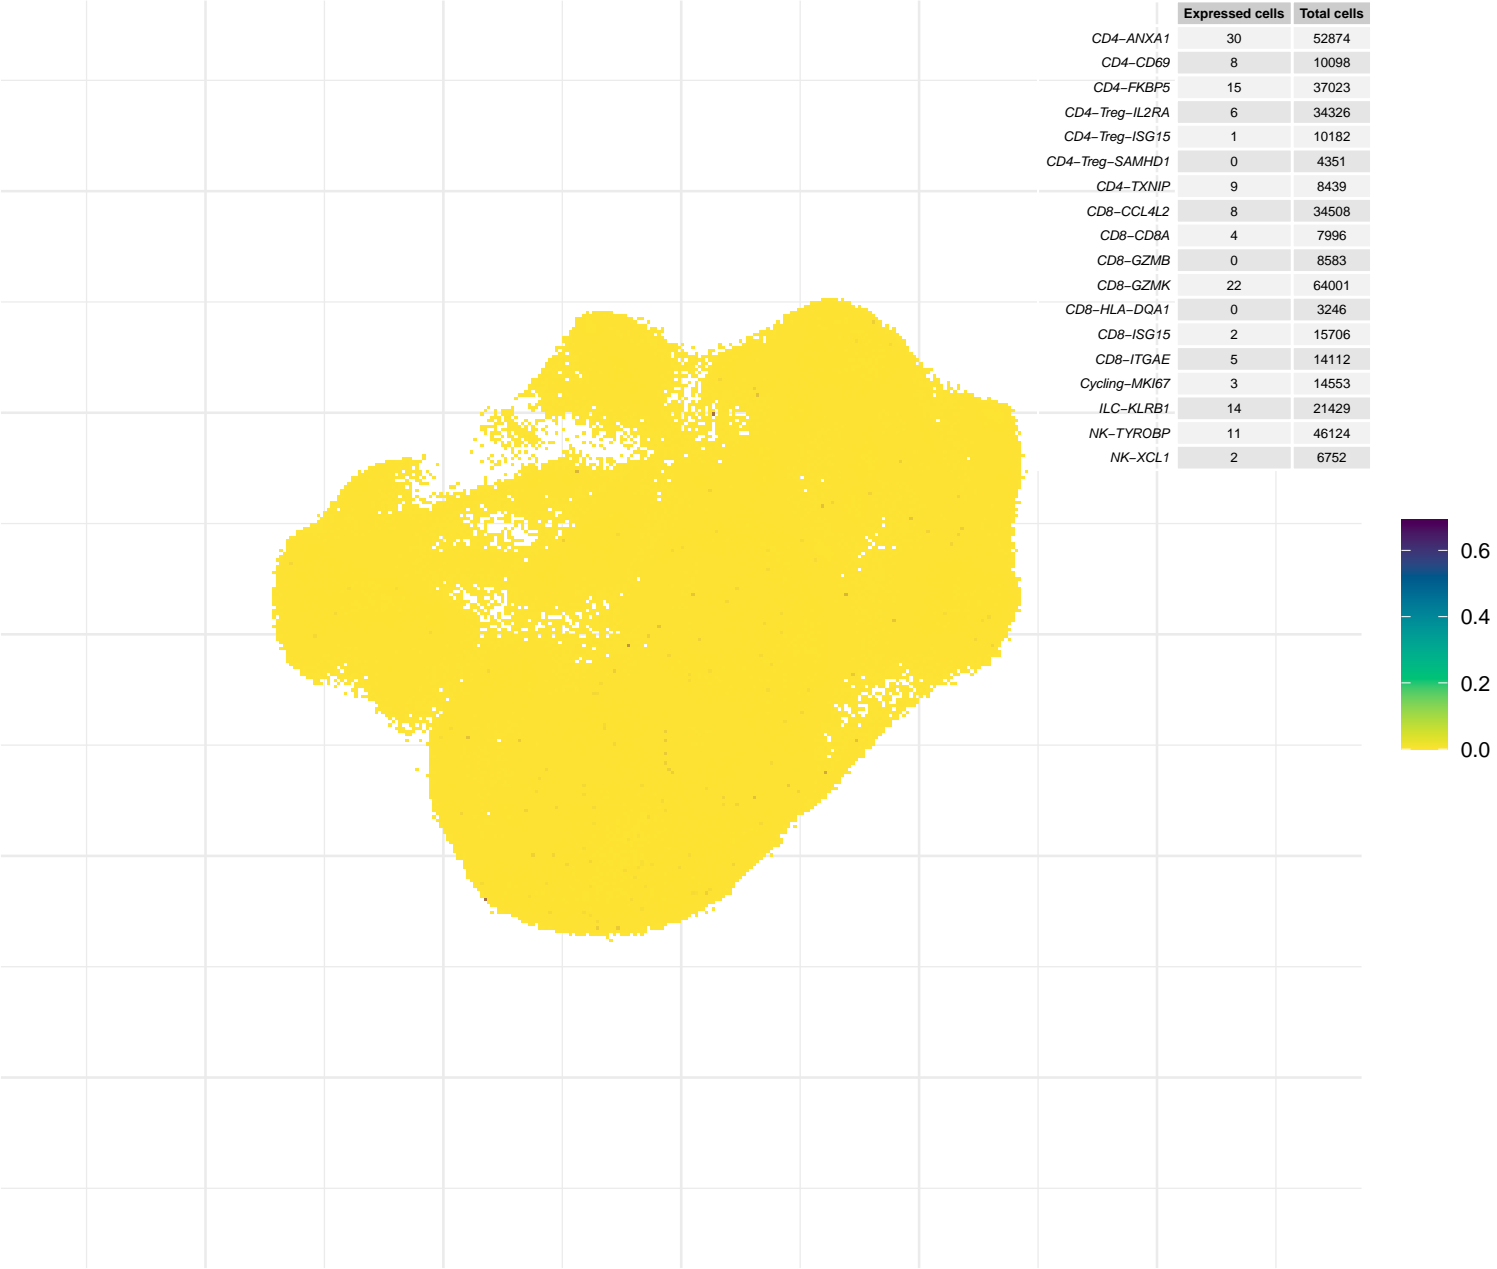 Expressed cells Total cells
CD4−ANXA1 30 52874
CD4−CD69 8 10098
CD4−FKBP5 15 37023
CD4−Treg−IL2RA 6 34326
CD4−Treg−ISG15 1 10182
CD4−Treg−SAMHD1 0 4351
CD4−TXNIP 9 8439
CD8−CCL4L2 8 34508
CD8−CD8A 4 7996
CD8−GZMB 0 8583
CD8−GZMK 22 64001
CD8−HLA−DQA1 0 3246
CD8−ISG15 2 15706
CD8−ITGAE 5 14112
Cycling−MKI67 3 14553
ILC−KLRB1 14 21429
NK−TYROBP 11 46124
NK−XCL1 2 6752
0.6
0.4
0.2
0.0